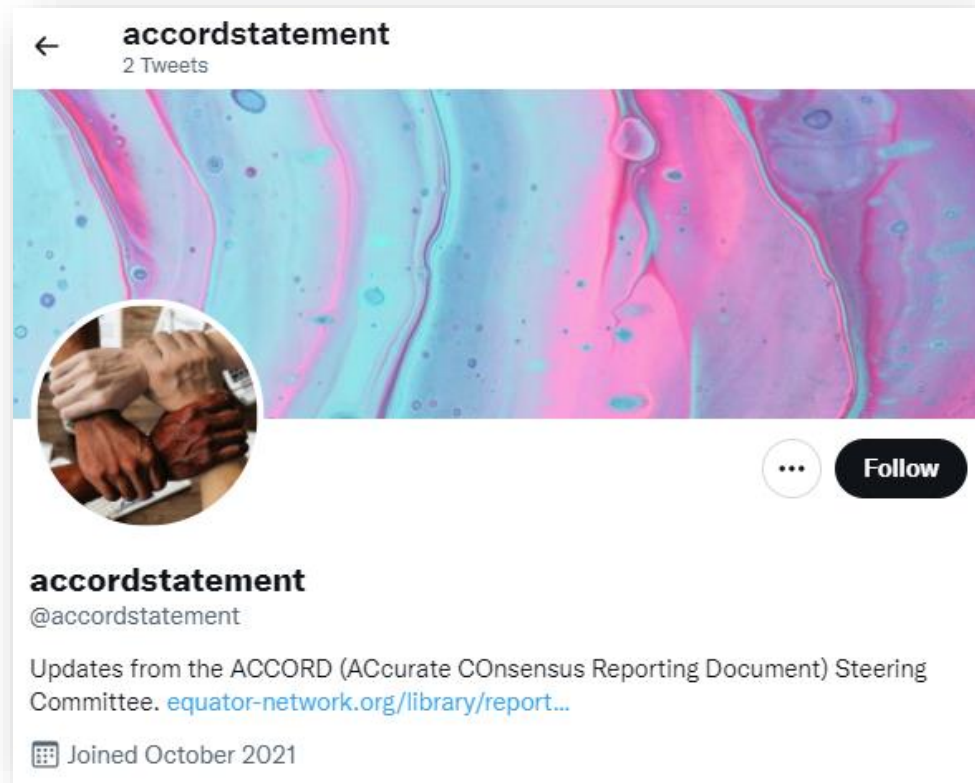 accordstatement
2 Tweets
Follow
accordstatement
@accordstatement
Updates from the ACCORD (ACcurate COnsensus Reporting Document) Steering
Committee. equator-network.org/library/report...
Joined October 2021